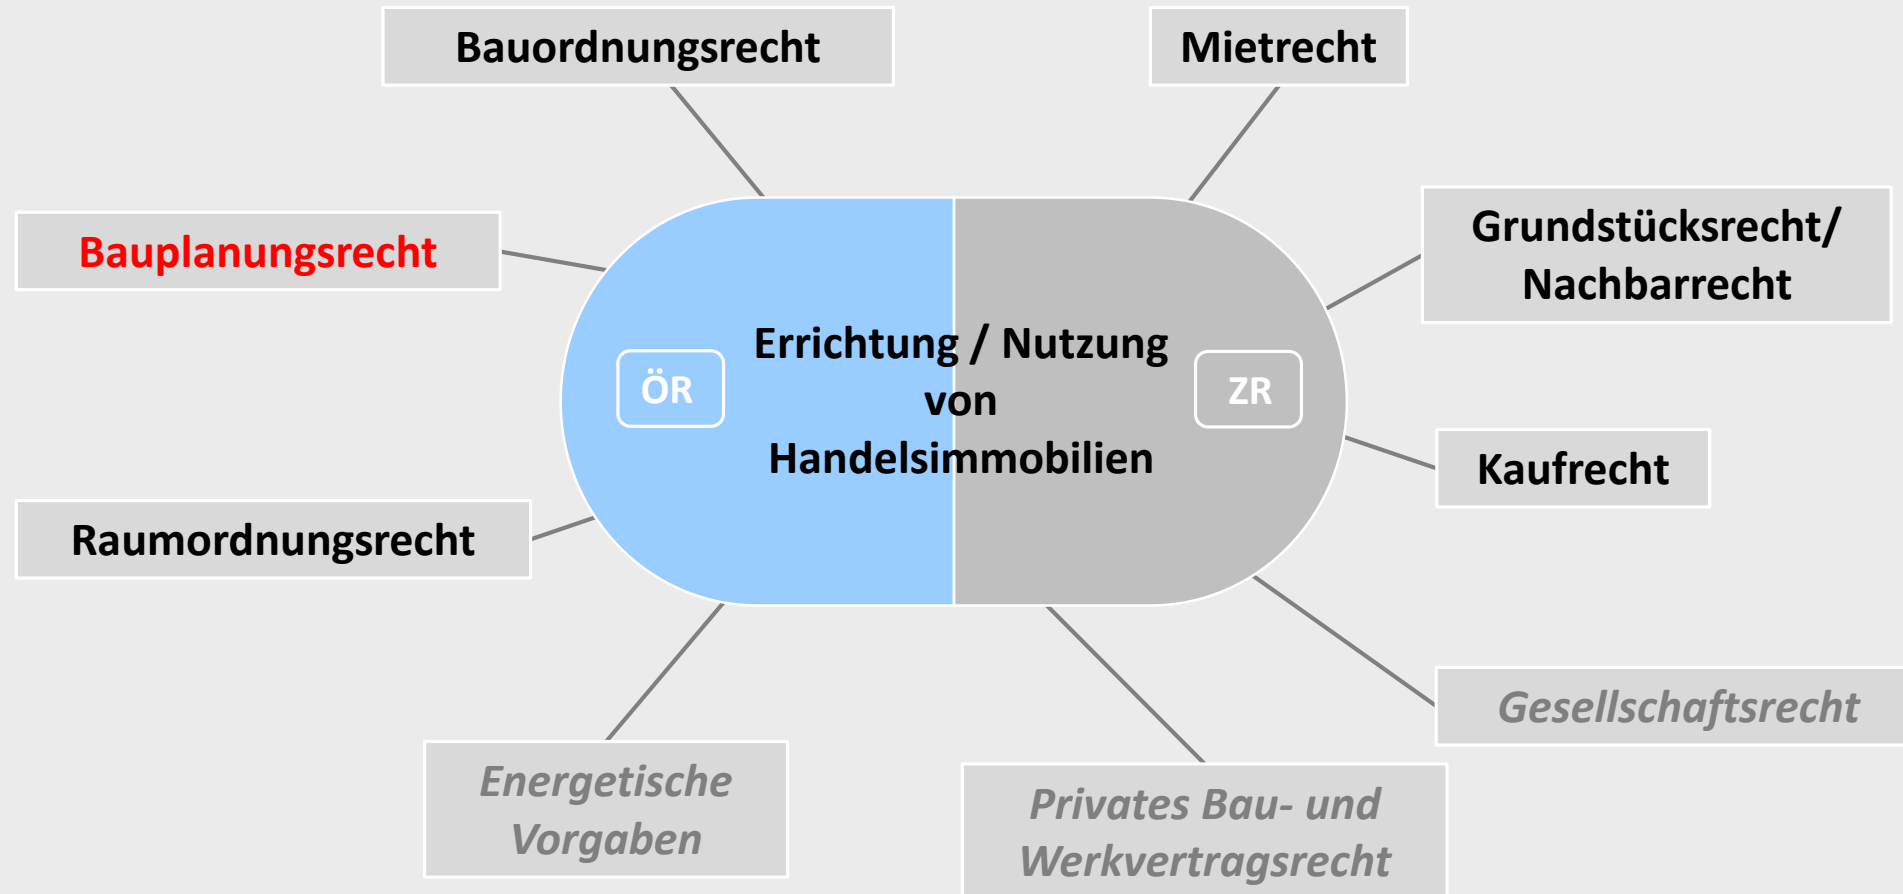 Bauordnungsrecht
Mietrecht
Bauplanungsrecht
Grundstücksrecht/
Nachbarrecht
Errichtung / Nutzung
von
Handelsimmobilien
ÖR
ZR
Kaufrecht
Raumordnungsrecht
Gesellschaftsrecht
Energetische
Vorgaben
Privates Bau- und
Werkvertragsrecht